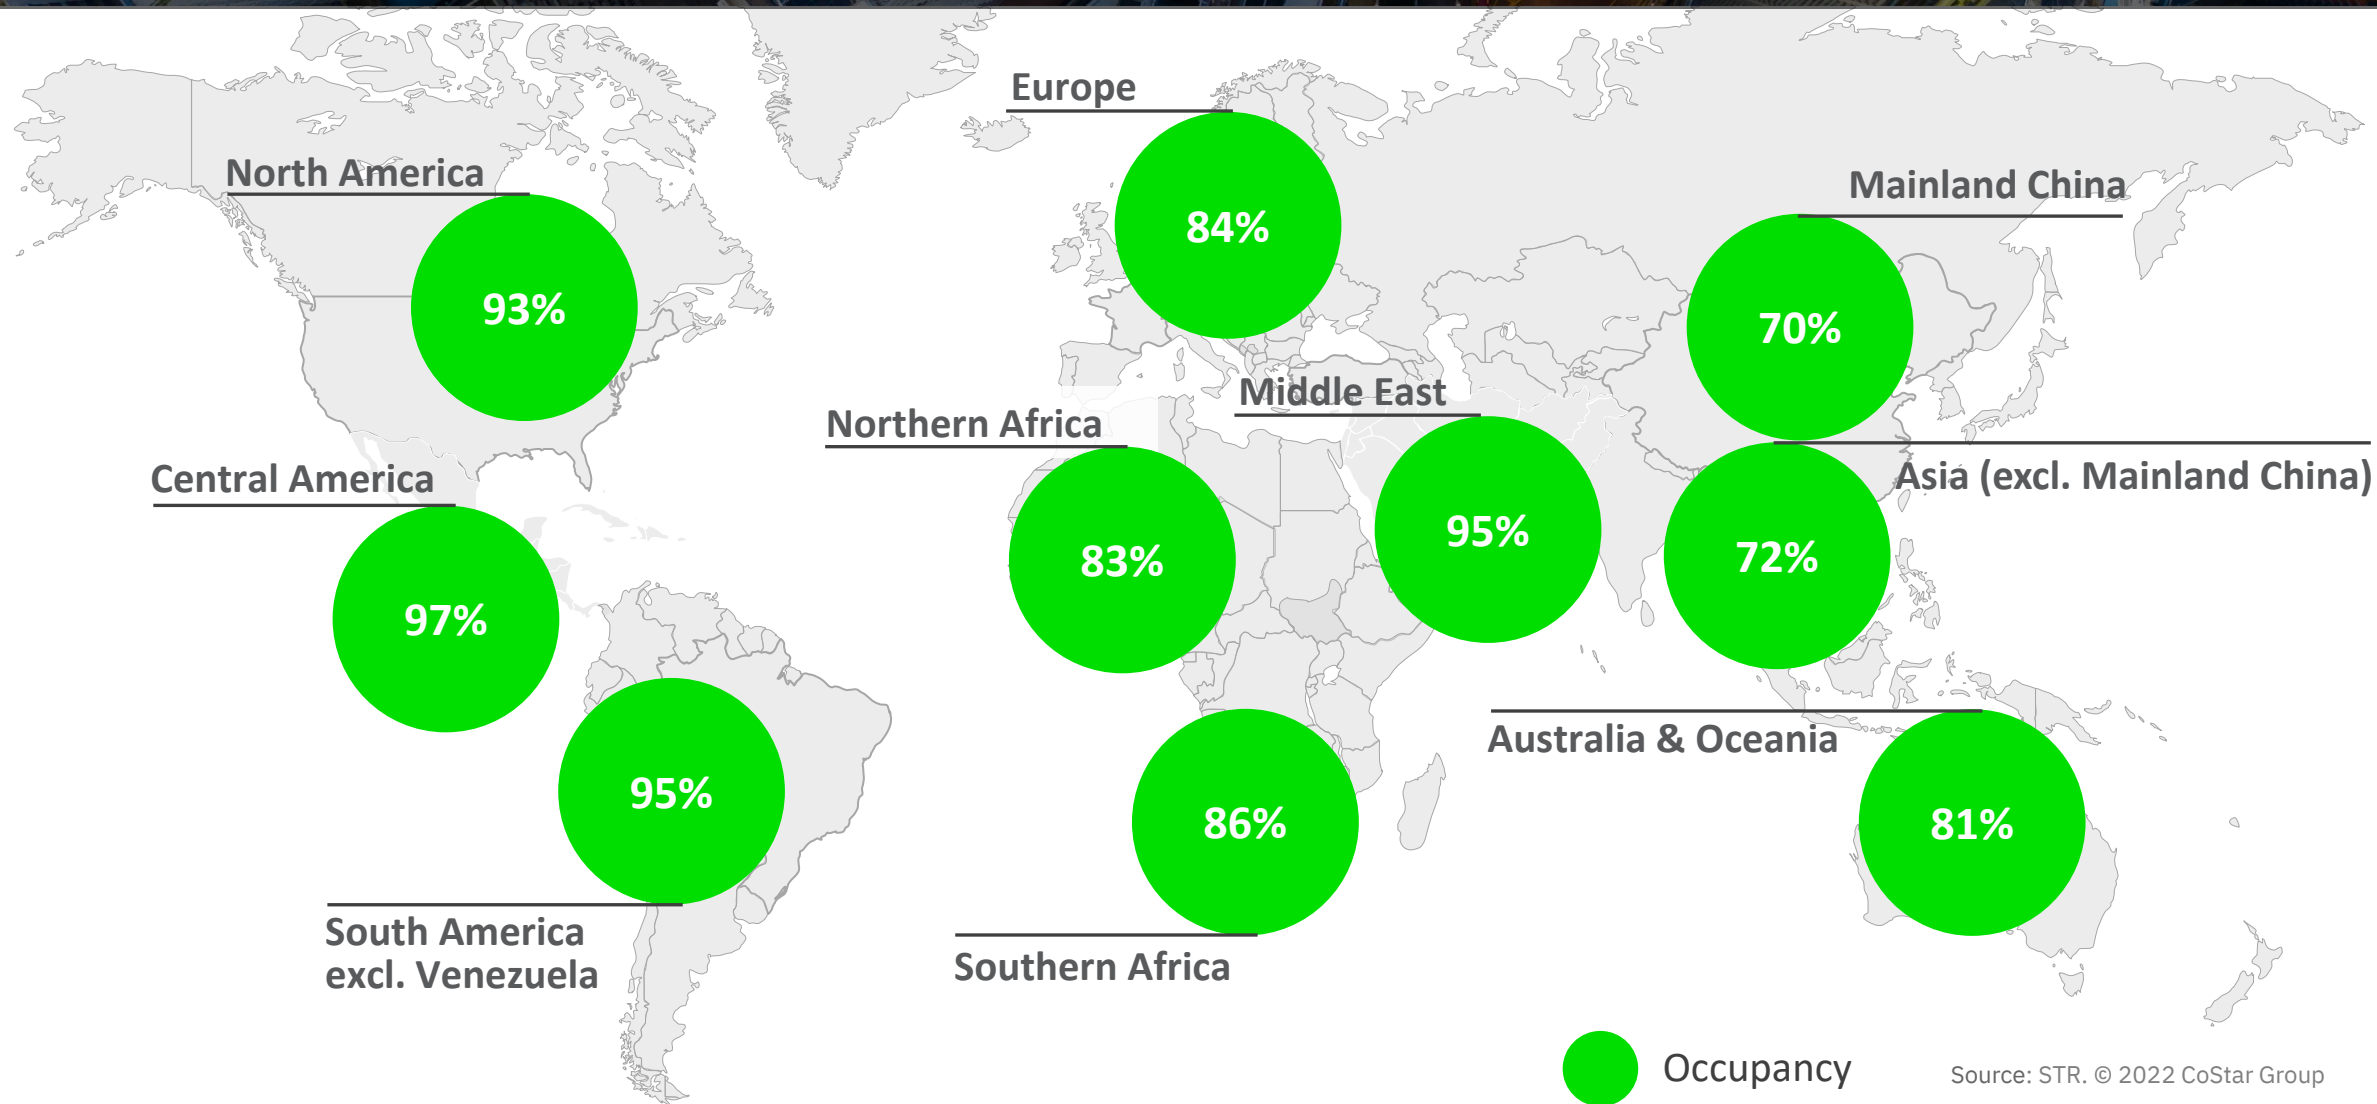 Europe
84%
North America
93%
Mainland China
70%
Middle East
95%
Northern Africa
83%
Central America
97%
Asia (excl. Mainland China)
72%
South America
excl. Venezuela
95%
Southern Africa
86%
Australia & Oceania
81%
Occupancy
Source: STR. © 2022 CoStar Group